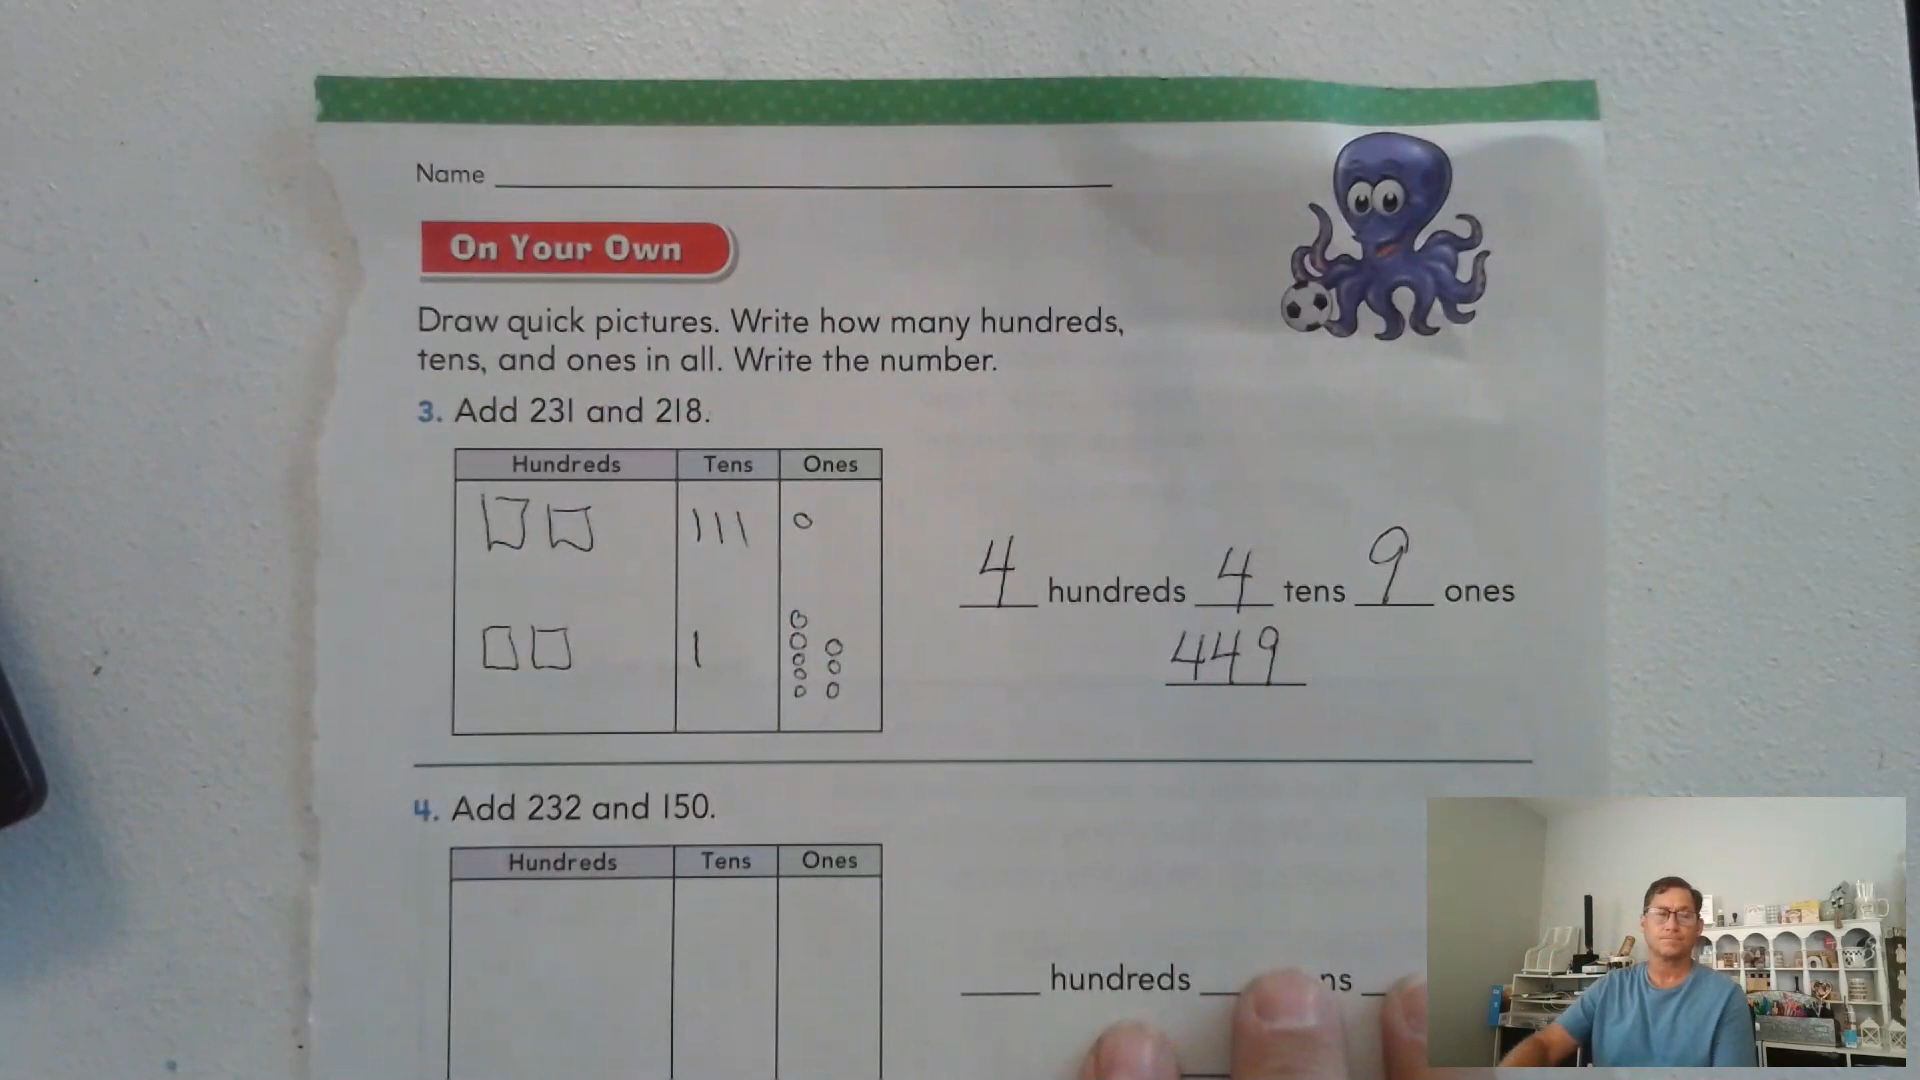 Name
On Your Own
Draw quick pictures. Write how many hundreds,
tens, and ones in all. Write the number.
3. Add 231 and 218.
Hundreds Tens Ones
4 hundreds 4 tens 9 ones
449
4. Add 232 and 150.
Hundreds Tens Ones
hundreds